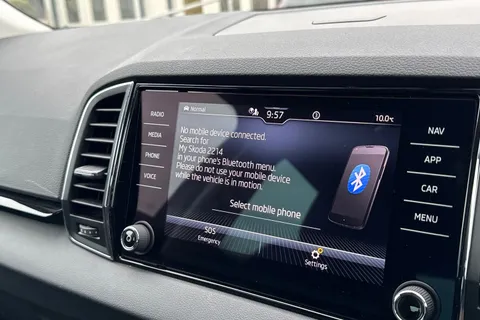 RADIO
MEDIA
PHONE
VOICE
Normal
9:57
10.0°C
No mobile device connected.
Search for
My Skoda 2214
in your phone's Bluetooth menu.
Please do not use your mobile device
while the vehicle is in motion.
Select mobile phone
SOS
Emergency
Settings
NAV
APP
CAR
MENU